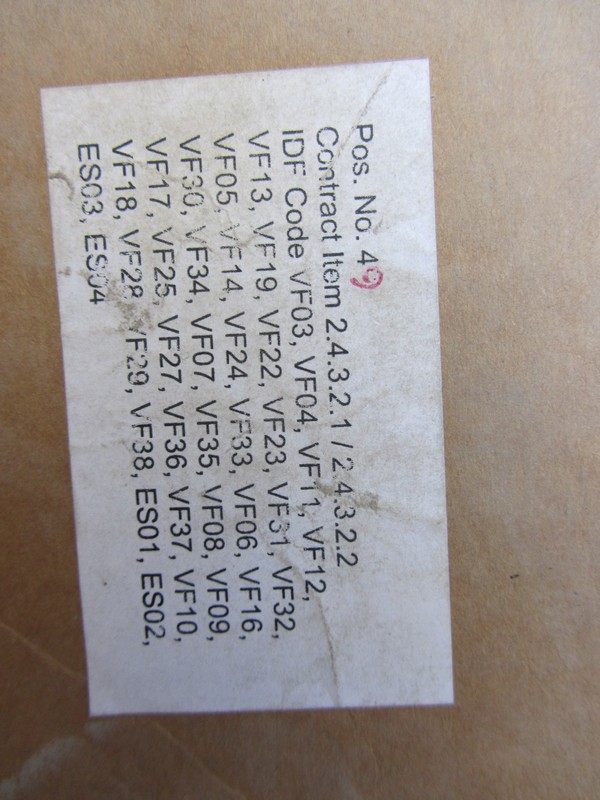 Pos. No. 49
Contract Item 2.4.3.2.1 / 2.4.3.2.2
IDF Code VF03, VF04, VF11, VF12,
VF13, VF19, VF22, VF23, VF31, VF32,
VF05, VF14, VF24, VF33, VF06, VF16,
VF30, VF34, VF07, VF35, VF08, VF09,
VF17, VF25, VF27, VF36, VF37, VF10,
VF18, VF28, VF29, VF38, ES01, ES02,
ES03, ES04